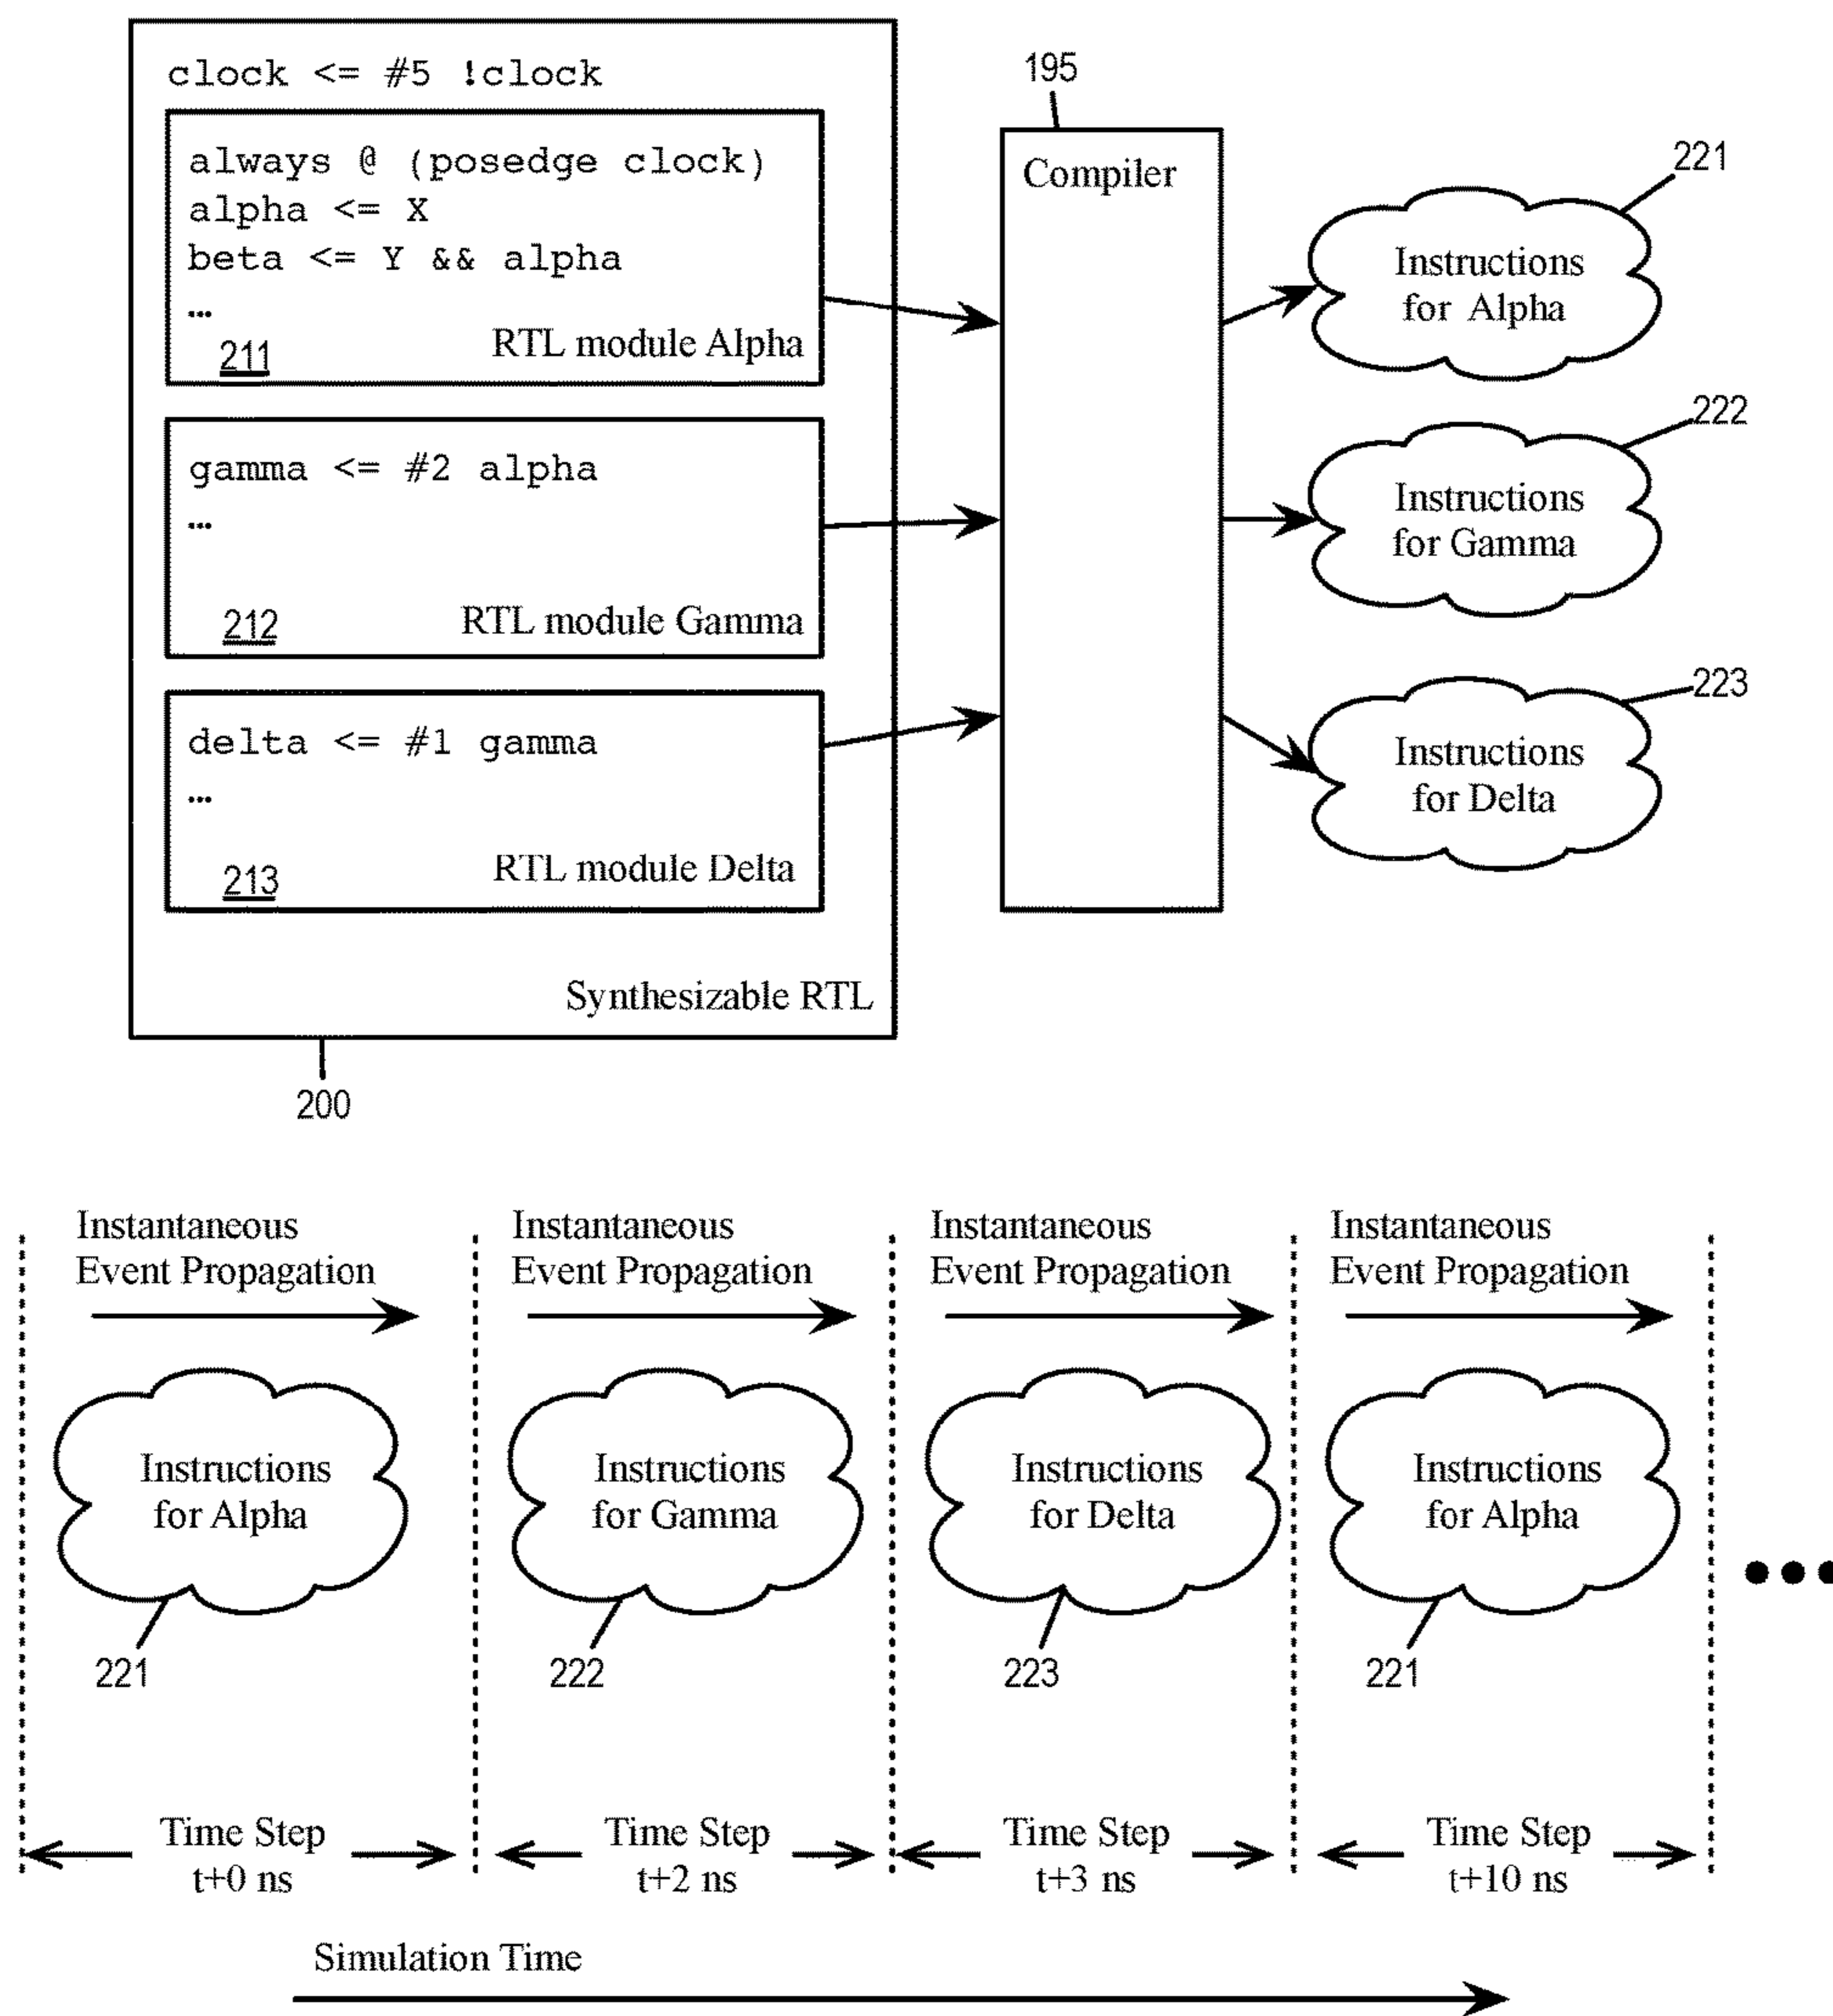 clock <= #5 !clock
always @ (posedge clock)
alpha <= X
beta <= Y && alpha
...
211
RTL module Alpha
gamma <= #2 alpha
...
212
RTL module Gamma
delta <= #1 gamma
...
213
RTL module Delta
Synthesizable RTL
200
195
Compiler
221
Instructions
for Alpha
222
Instructions
for Gamma
223
Instructions
for Delta
Instantaneous
Event Propagation
Instantaneous
Event Propagation
Instantaneous
Event Propagation
Instantaneous
Event Propagation
Instructions
for Alpha
Instructions
for Gamma
Instructions
for Delta
Instructions
for Alpha
221
222
223
221
Time Step
t+0 ns
Time Step
t+2 ns
Time Step
t+3 ns
Time Step
t+10 ns
Simulation Time